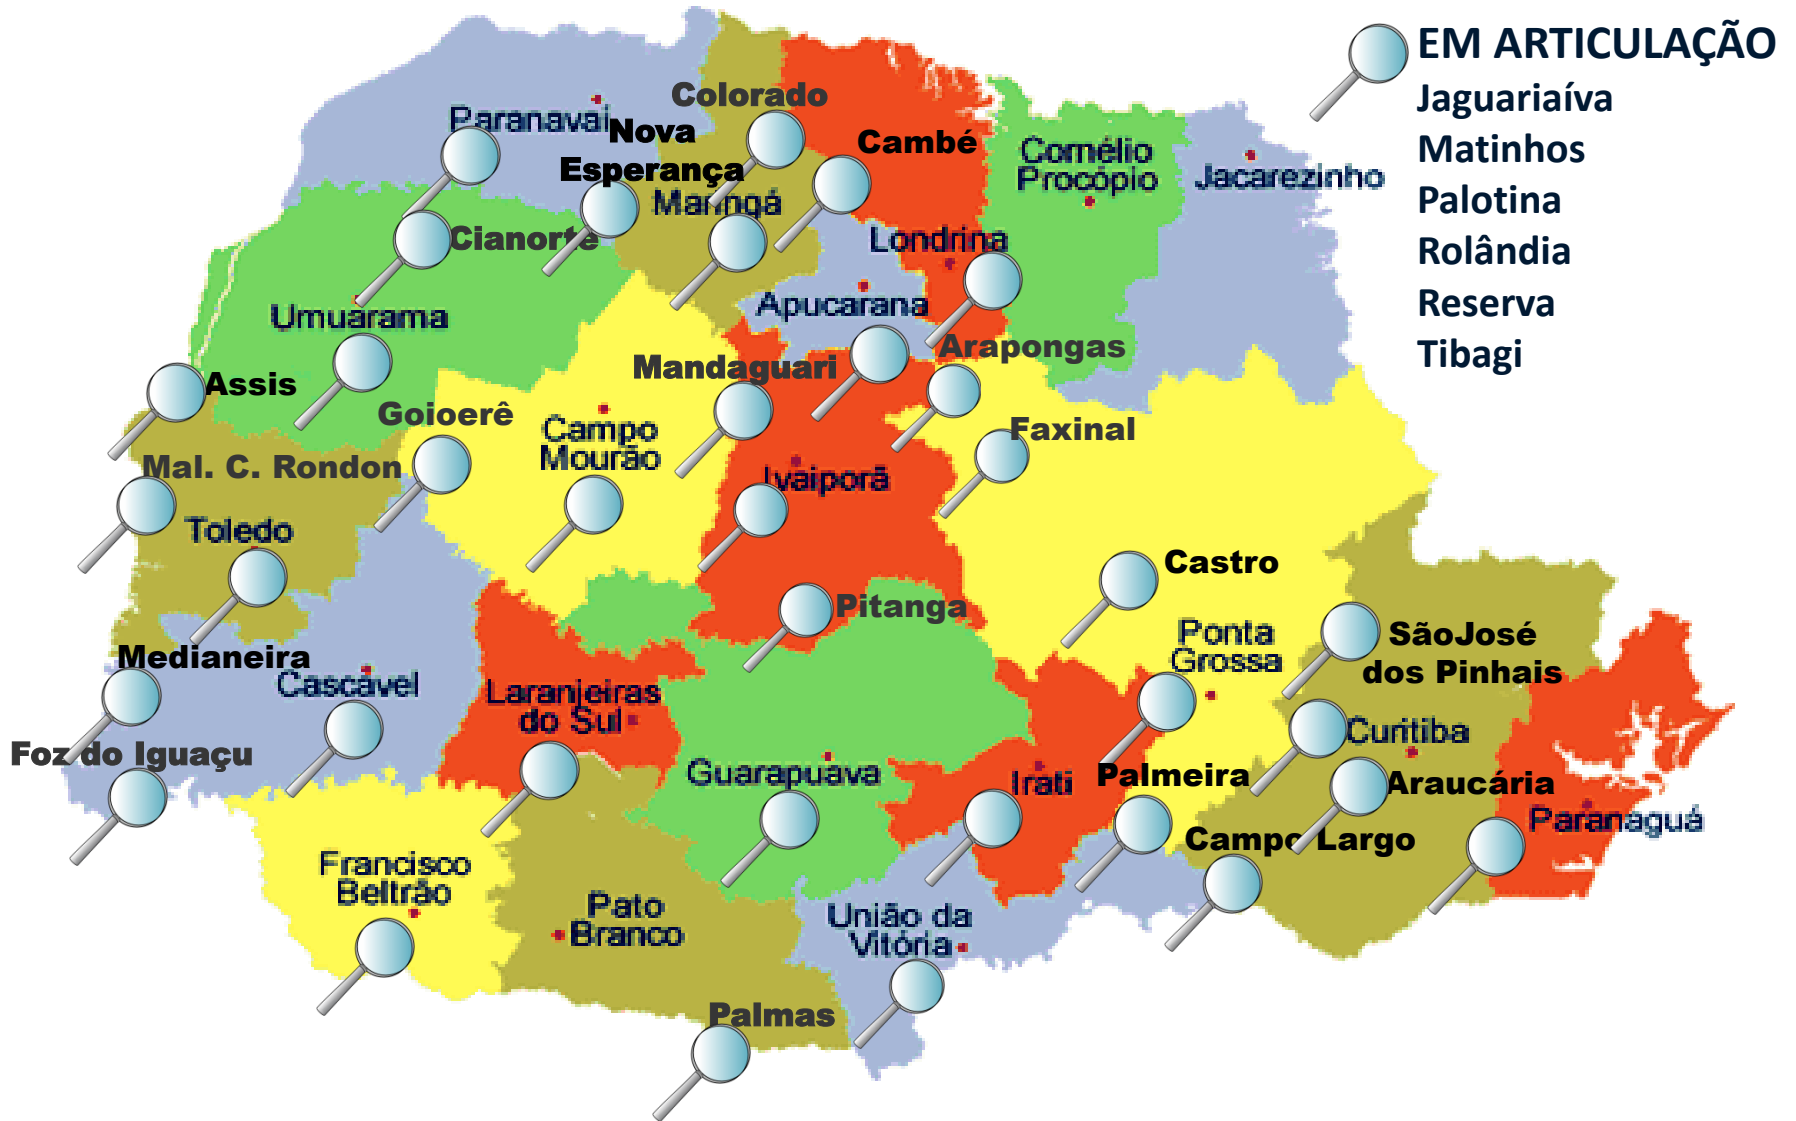 EM ARTICULAÇÃO
Jaguariaíva
Matinhos
Palotina
Rolândia
Reserva
Tibagi
Colorado
Paranavaí
Nova
Esperança
Cambé
Cornélio
Procópio
Jacarezinho
Maringá
Cianorte
Londrina
Apucarana
Umuarama
Arapongas
Mandaguari
Assis
Goioerê
Campo
Mourão
Faxinal
Mal. C. Rondon
Ivaiporã
Toledo
Castro
Pitanga
Ponta
Grossa
SãoJosé
dos Pinhais
Medianeira
Cascável
Laranjeiras
do Sul
Curitiba
Foz do Iguaçu
Guarapuava
Irati
Palmeira
Araucária
Paranaguá
Campo Largo
Francisco
Beltrão
Pato
Branco
União da
Vitória
Palmas